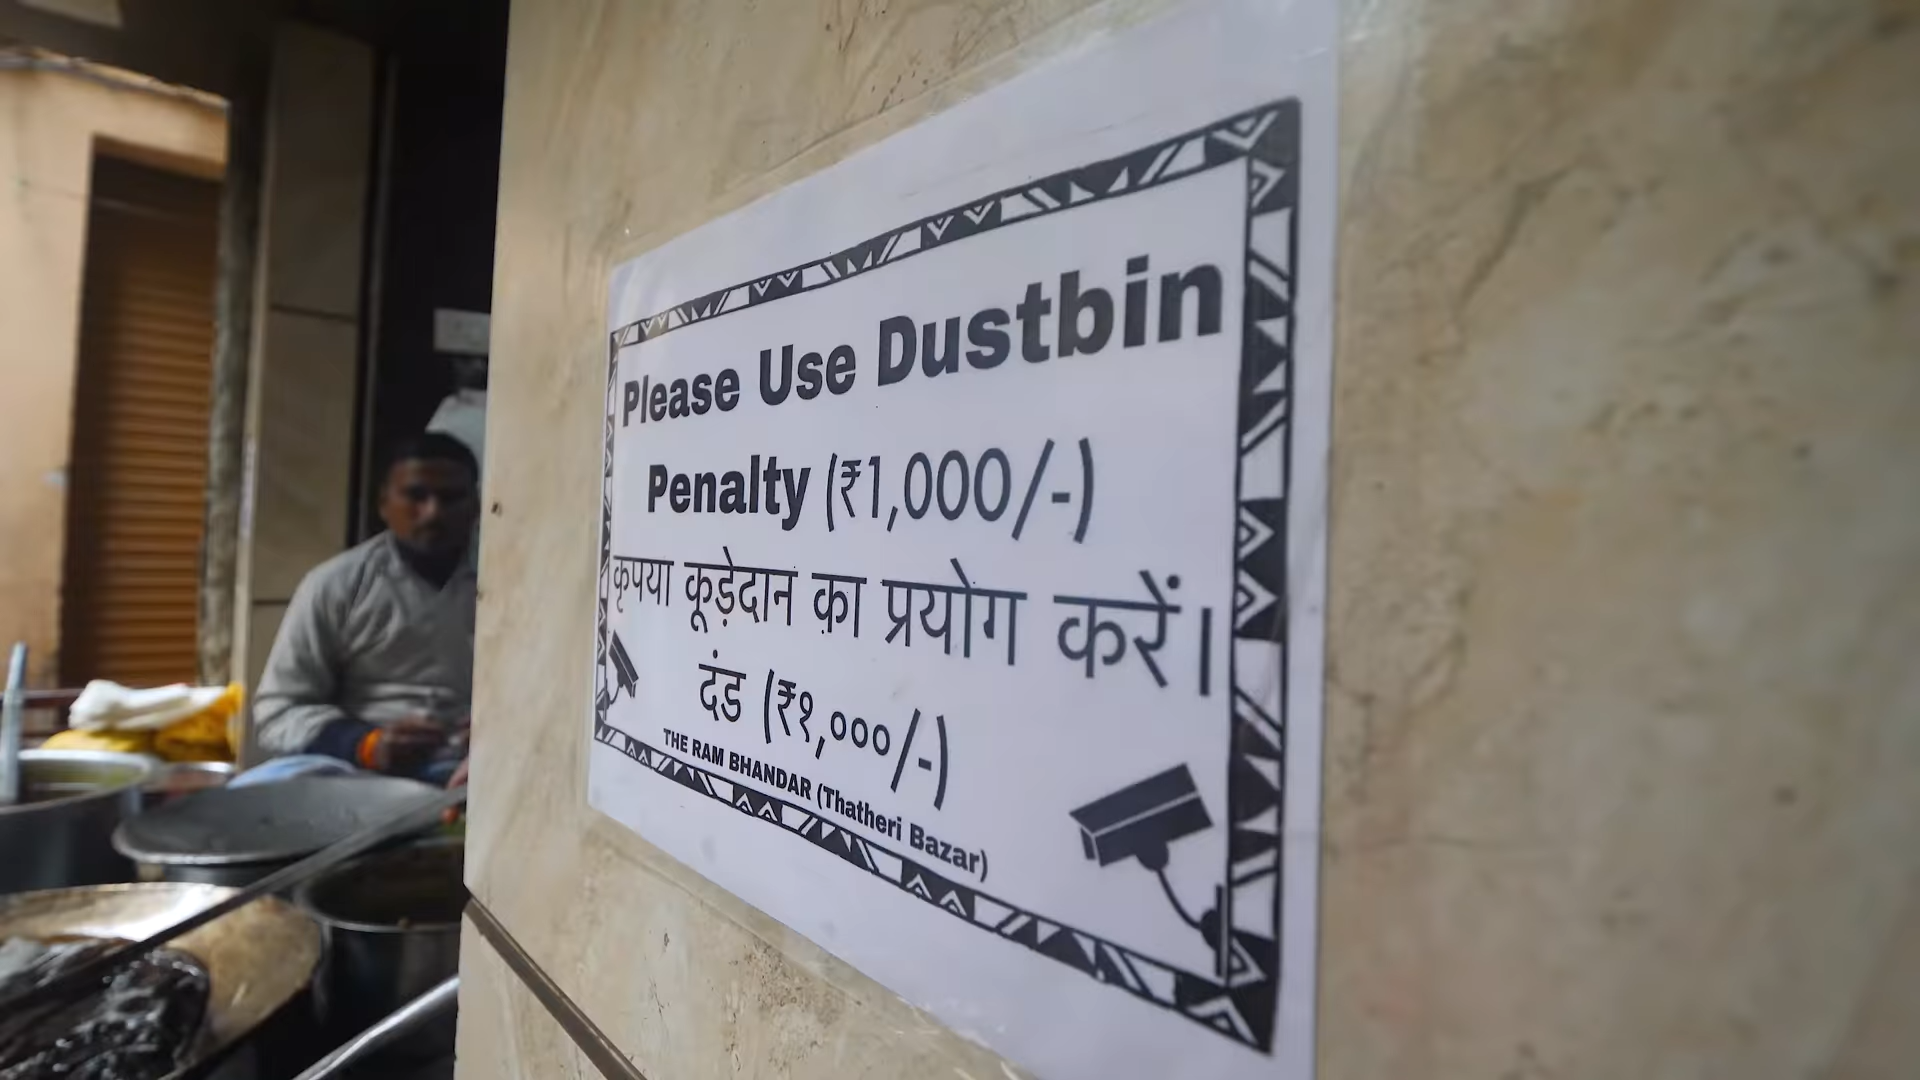 Please Use Dustbin
Penalty (₹1,000/-)
कृपया कूड़ेदान का प्रयोग करें।
दंड (₹१,०००/-)
THE RAM BHANDAR (Thatheri Bazar)